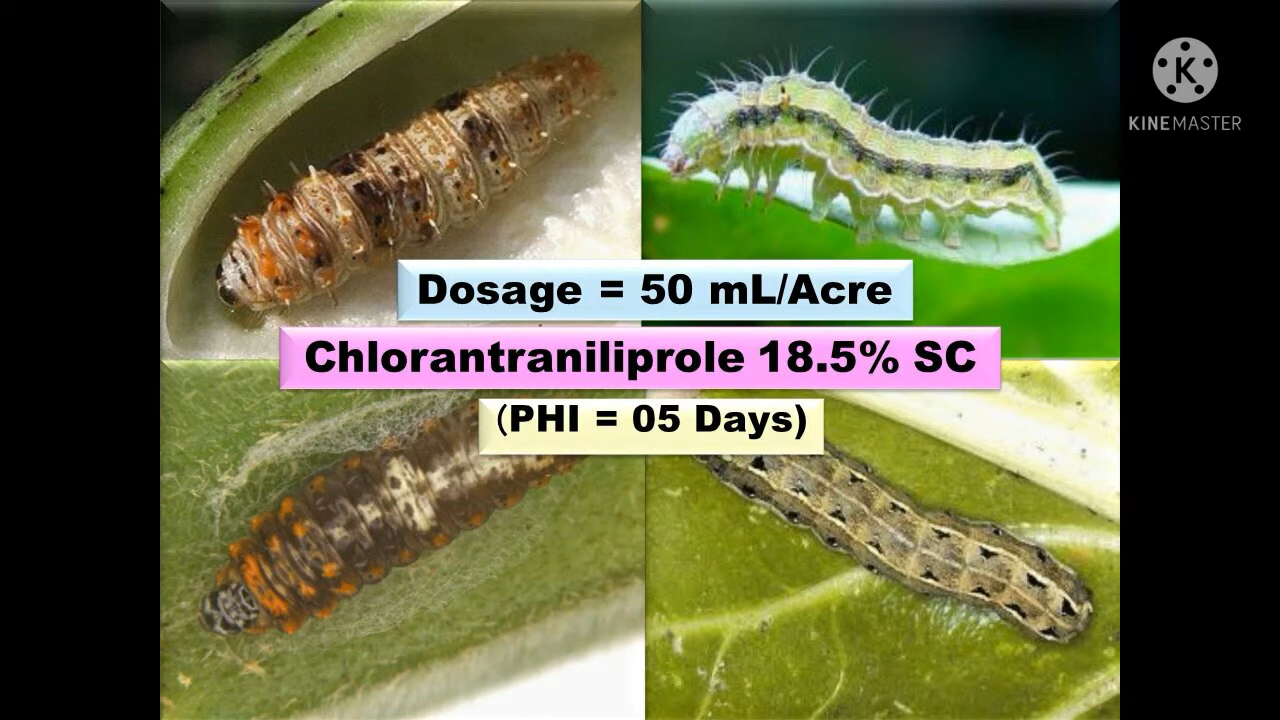 KINEMASTER
Dosage = 50 mL/Acre
Chlorantraniliprole 18.5% SC
(PHI = 05 Days)